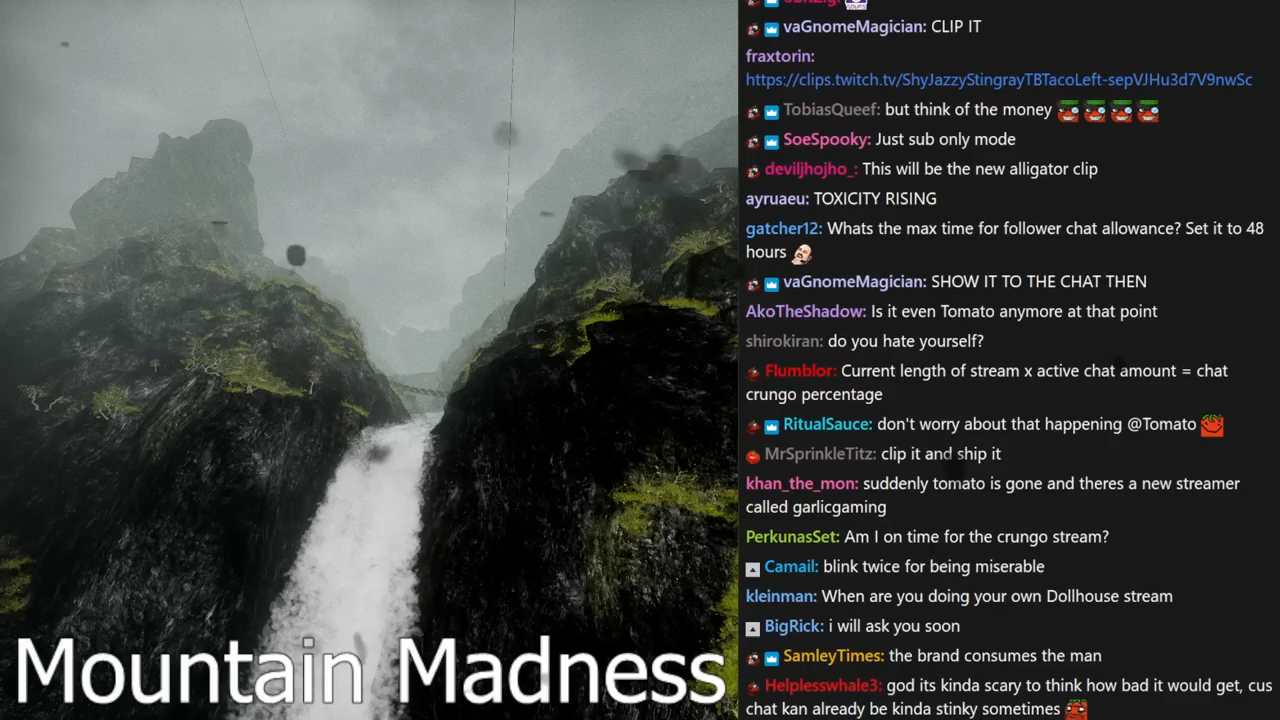 vaGnomeMagician: CLIP IT
fraxtorin:
https://clips.twitch.tv/ShyJazzyStingrayTBTacoLeft-sepVJHu3d7V9nwSc
TobiasQueef: but think of the money
SoeSpooky: Just sub only mode
deviljhojho_: This will be the new alligator clip
ayruaeu: TOXICITY RISING
gatcher12: Whats the max time for follower chat allowance? Set it to 48
hours
vaGnomeMagician: SHOW IT TO THE CHAT THEN
AkoTheShadow: Is it even Tomato anymore at that point
shirokiran: do you hate yourself?
Flumblor: Current length of stream x active chat amount = chat
crungo percentage
RitualSauce: don't worry about that happening @Tomato
MrSprinkleTitz: clip it and ship it
khan_the_mon: suddenly tomato is gone and theres a new streamer
called garlicgaming
PerkunasSet: Am I on time for the crungo stream?
Camail: blink twice for being miserable
kleinman: When are you doing your own Dollhouse stream
BigRick: i will ask you soon
SamleyTimes: the brand consumes the man
Helplesswhale3: god its kinda scary to think how bad it would get, cus
chat kan already be kinda stinky sometimes
Mountain Madness